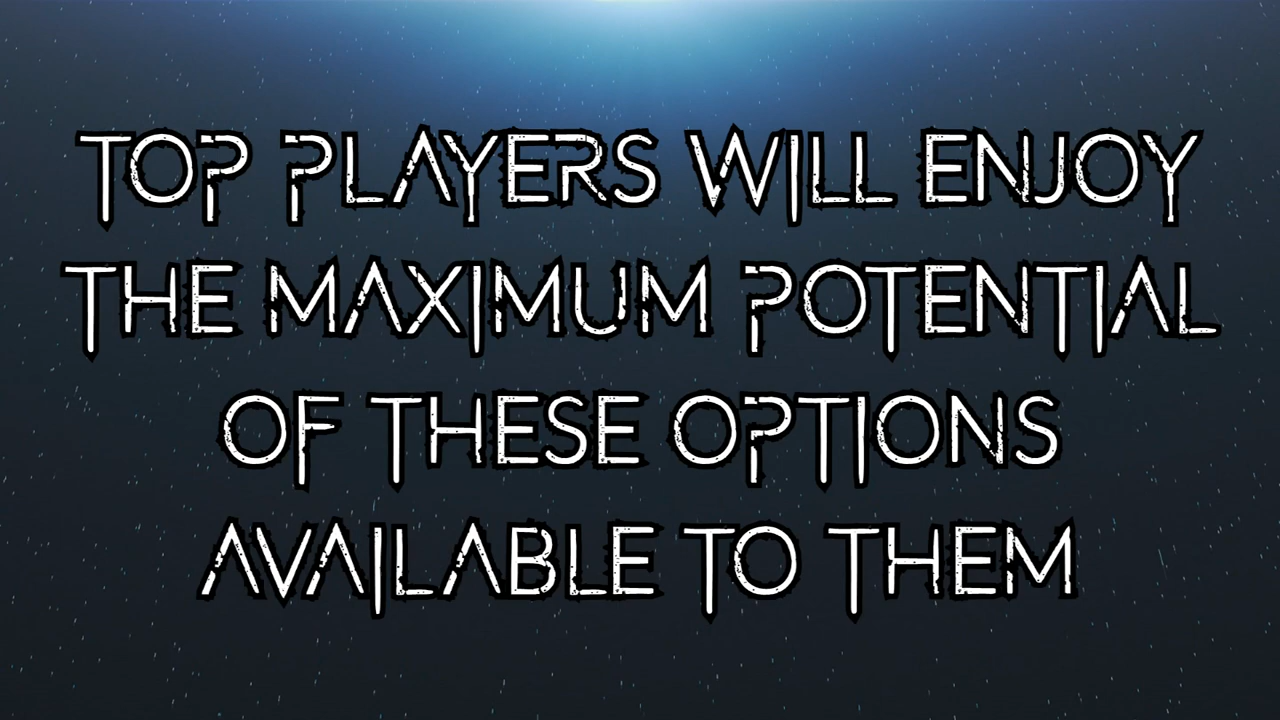 TOP PLAYERS WILL ENJOY
THE MAXIMUM POTENTIAL
OF THESE OPTIONS
AVAILABLE TO THEM